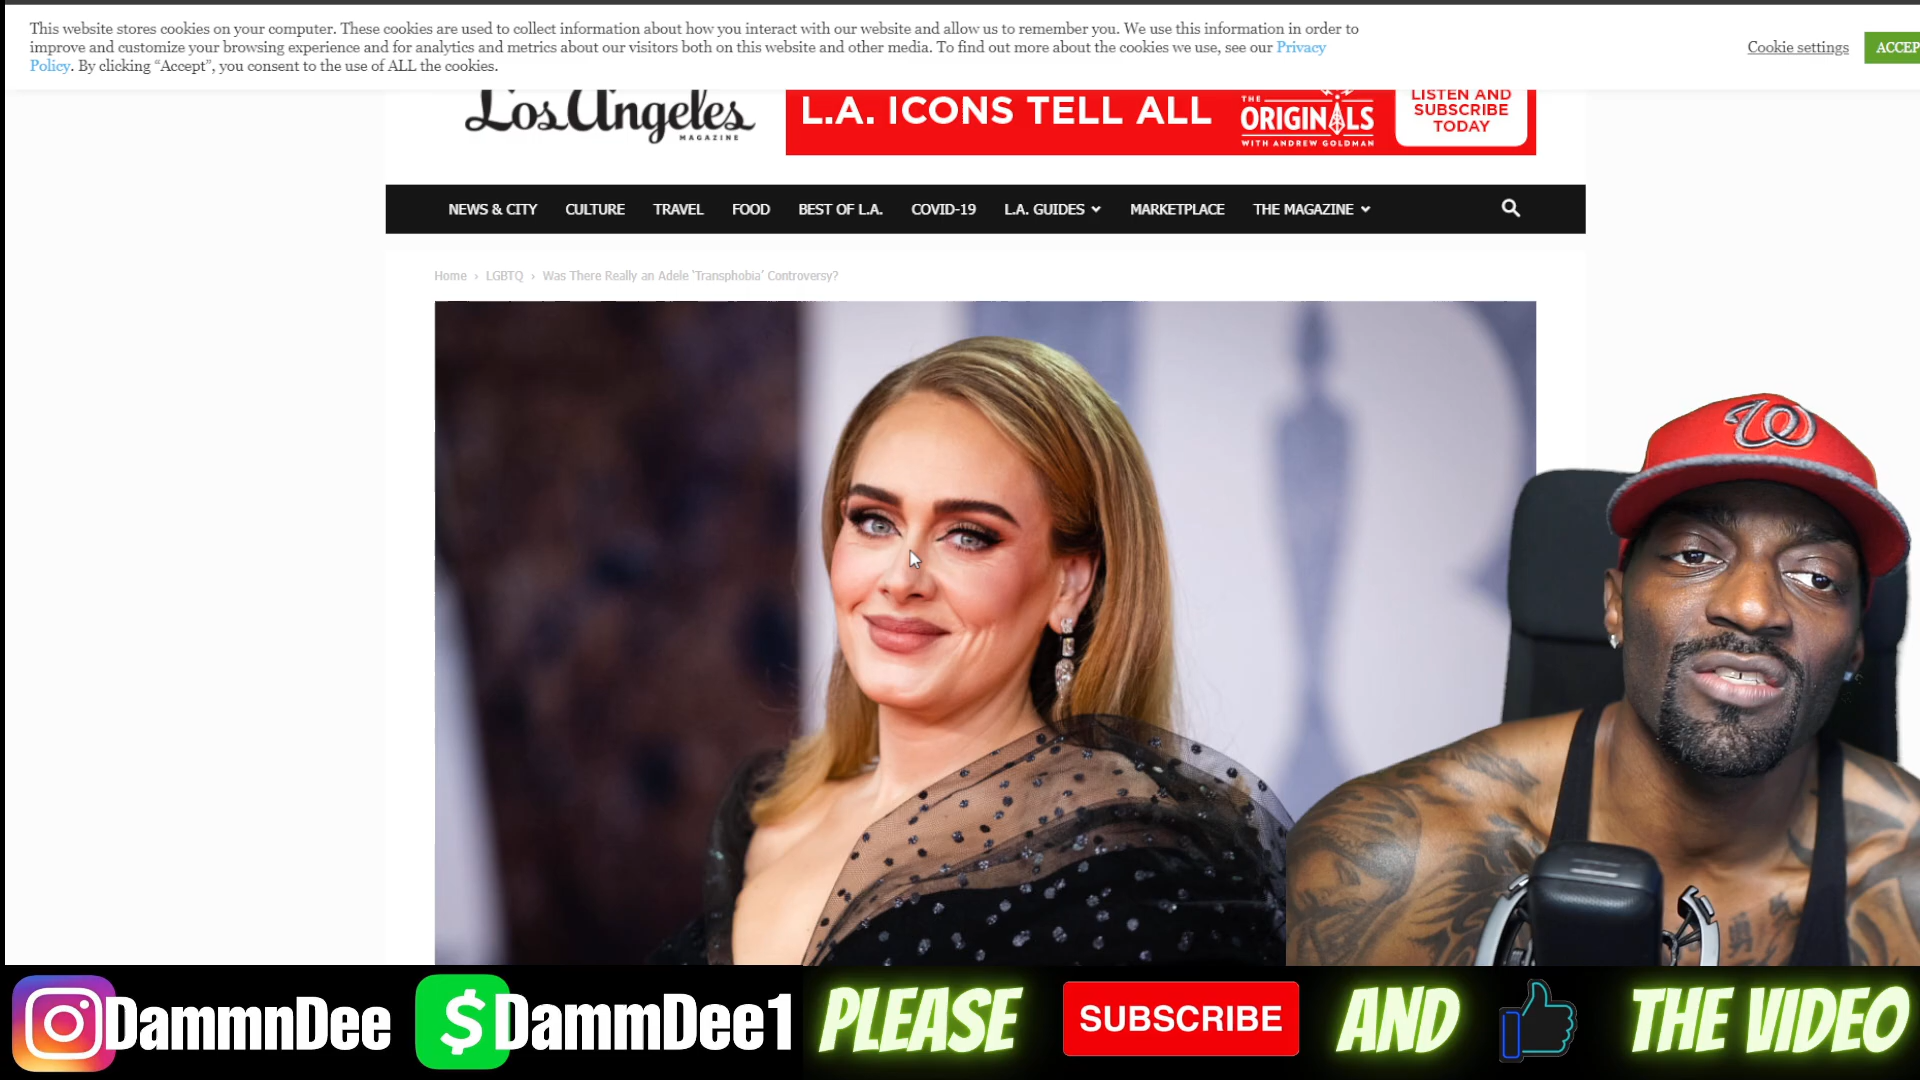 This website stores cookies on your computer. These cookies are used to collect information about how you interact with our website and allow us to remember you. We use this information in order to
improve and customize your browsing experience and for analytics and metrics about our visitors both on this website and other media. To find out more about the cookies we use, see our Privacy
Policy. By clicking “Accept”, you consent to the use of ALL the cookies.
Cookie settings
ACCEP
Los Angeles
MAGAZINE
L.A. ICONS TELL ALL
THE
ORIGINALS
WITH ANDREW GOLDMAN
LISTEN AND
SUBSCRIBE
TODAY
NEWS & CITY CULTURE TRAVEL FOOD BEST OF L.A. COVID-19 L.A. GUIDES MARKETPLACE THE MAGAZINE
Home › LGBTQ › Was There Really an Adele ‘Transphobia’ Controversy?
W
DammnDee $DammDee1 PLEASE SUBSCRIBE AND THE VIDEO